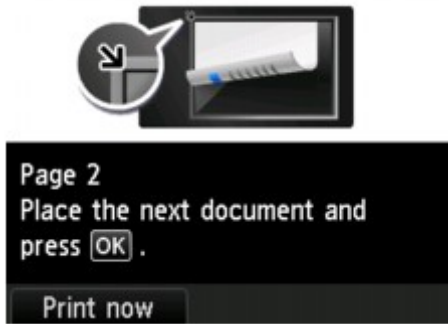 Page 2
Place the next document and
press OK .
Print now